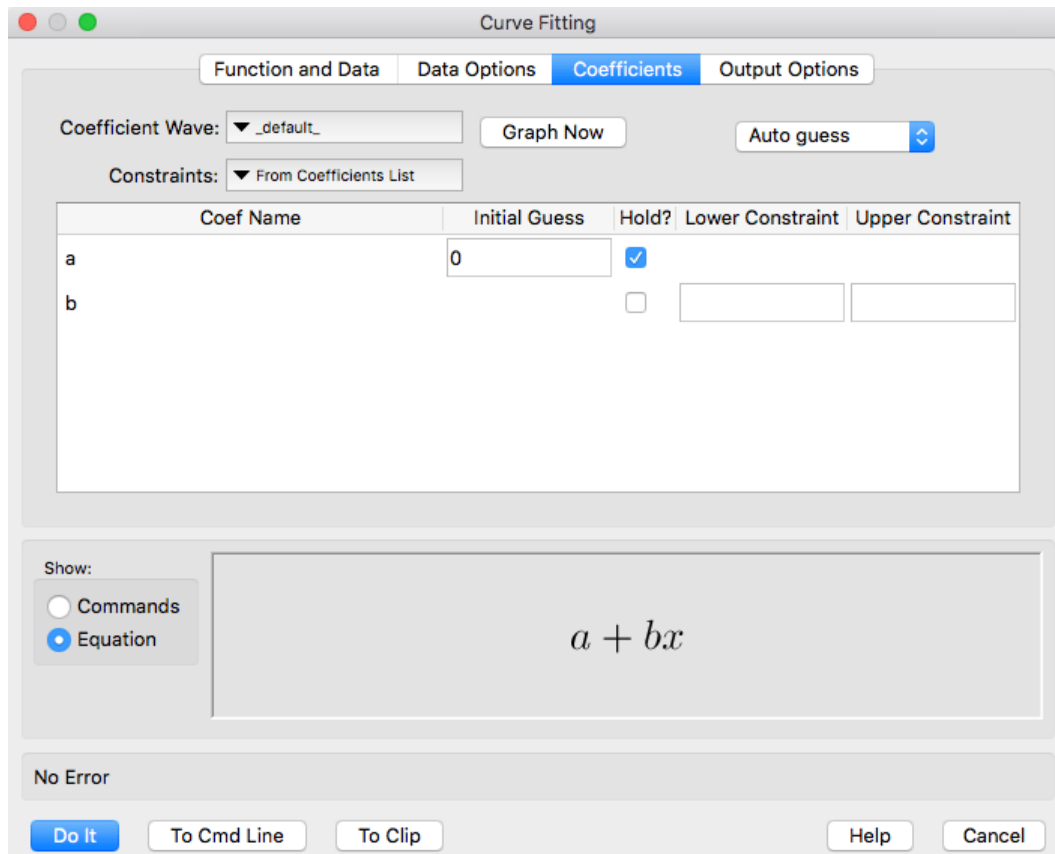 Curve Fitting
Function and Data Data Options Coefficients Output Options
Coefficient Wave: _default_ Graph Now Auto guess
Constraints: From Coefficients List
Coef Name Initial Guess Hold? Lower Constraint Upper Constraint
a 0
b
Show:
Commands
Equation
a + bx
No Error
Do It To Cmd Line To Clip Help Cancel